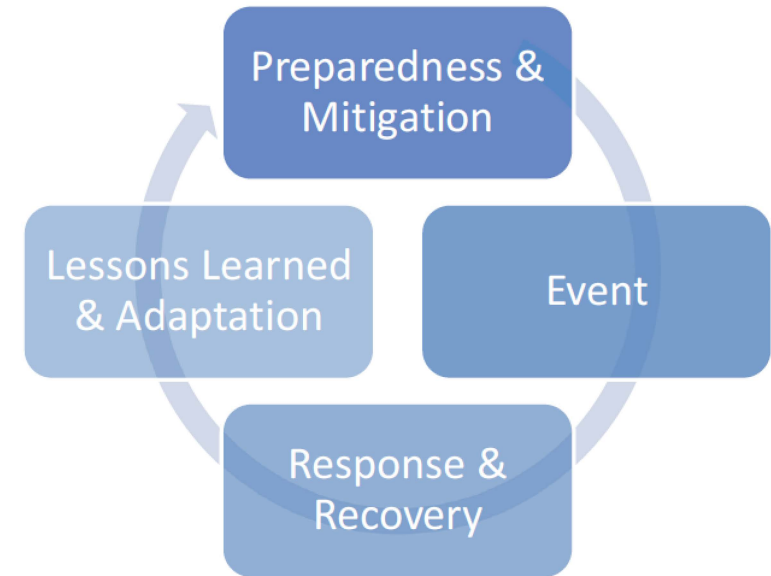 Preparedness &
Mitigation
Event
Response &
Recovery
Lessons Learned
& Adaptation